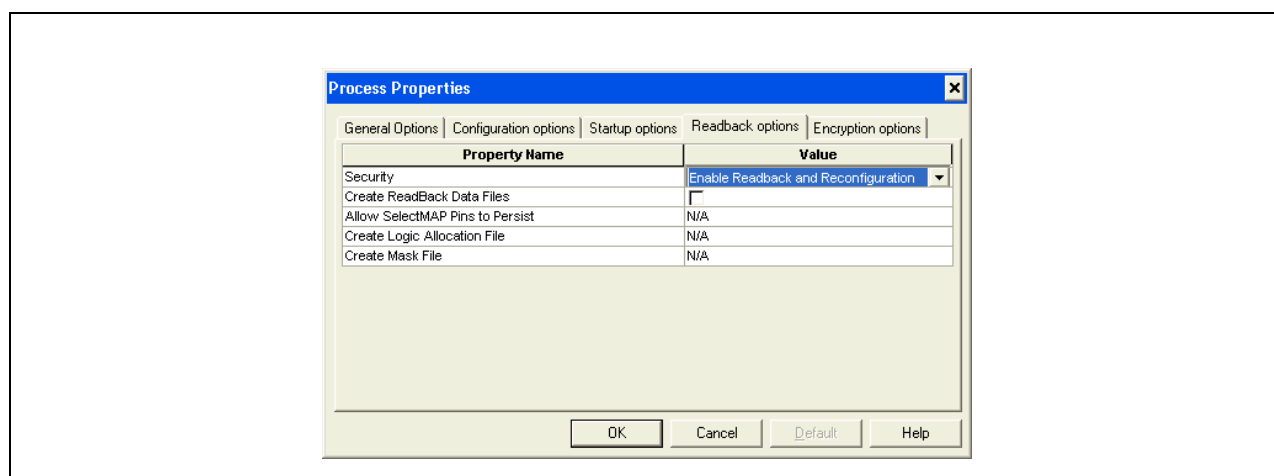 Process Properties
General Options Configuration options Startup options Readback options Encryption options
Property Name Value
Security Enable Readback and Reconfiguration
Create ReadBack Data Files
Allow SelectMAP Pins to Persist N/A
Create Logic Allocation File N/A
Create Mask File N/A
OK Cancel Default Help